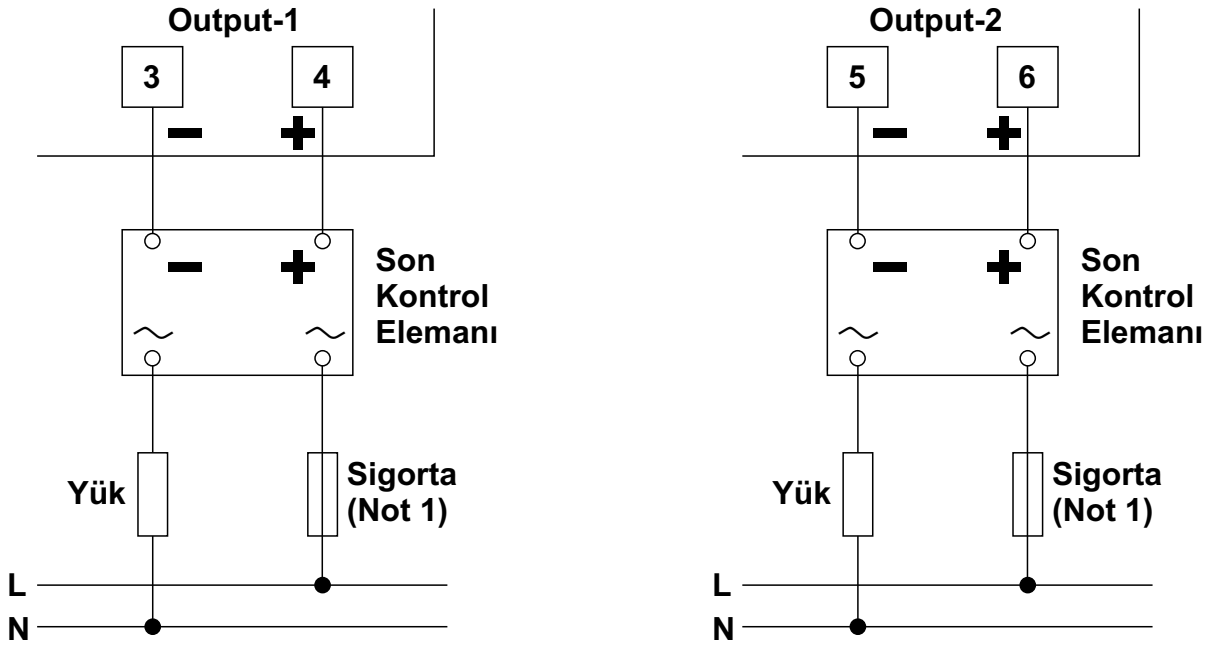 Output-1
3
4
Son
Kontrol
Elemanı
Yük
Sigorta
(Not 1)
L
N
Output-2
5
6
Son
Kontrol
Elemanı
Yük
Sigorta
(Not 1)
L
N